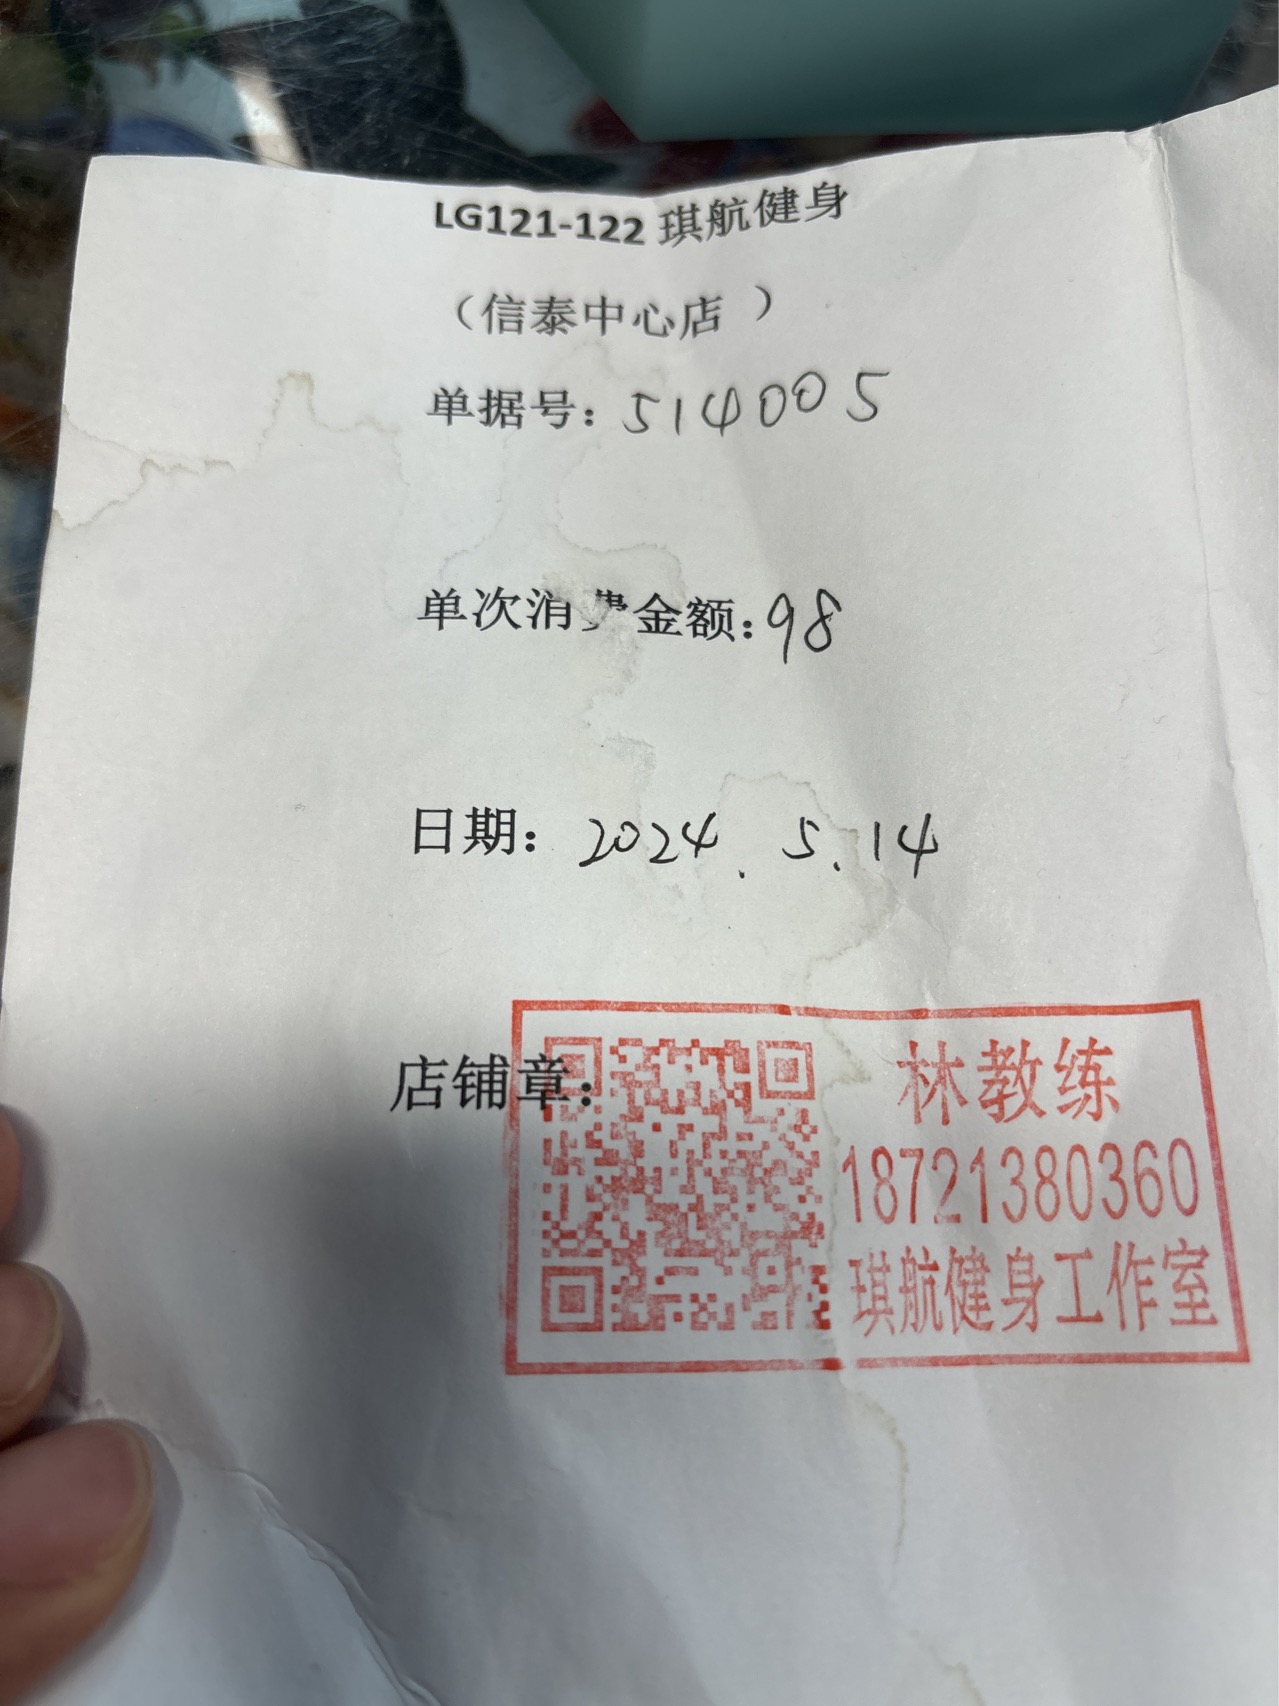 LG121-122 琪航健身
（信泰中心店 ）
单据号：514005
单次消费金额：98
日期：2024.5.14
店铺章：
林教练
18721380360
琪航健身工作室